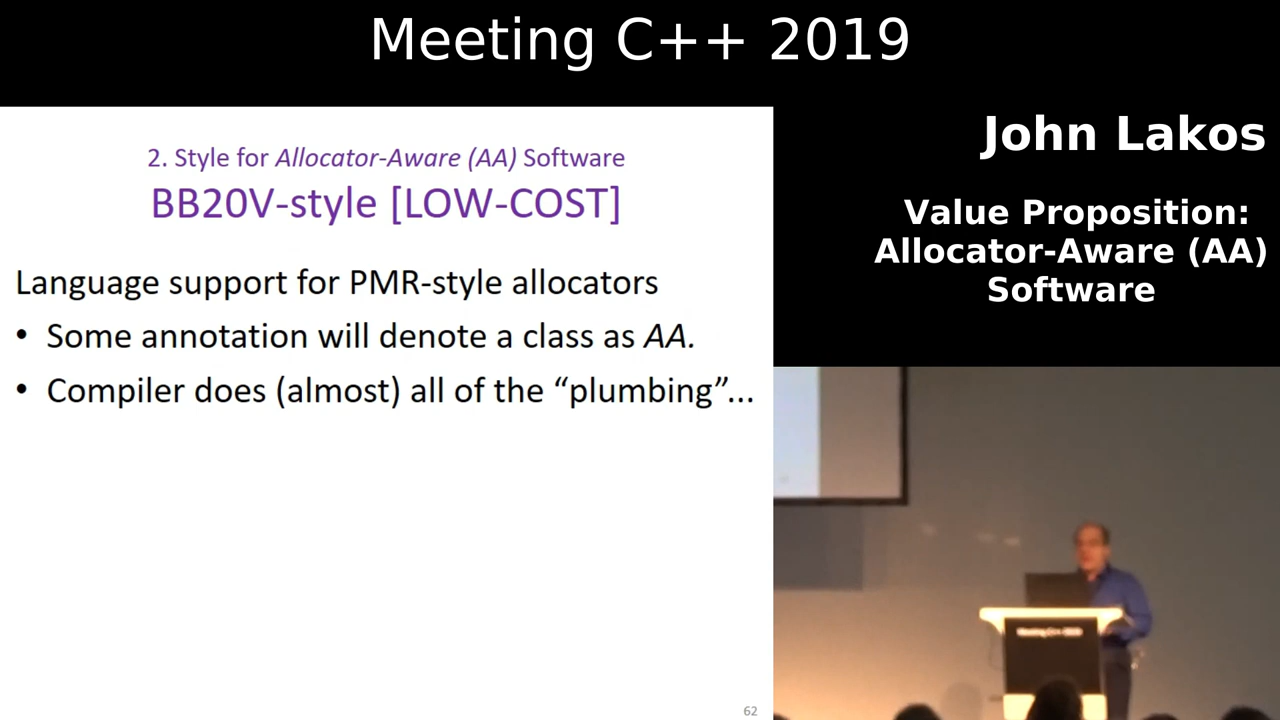 Meeting C++ 2019
John Lakos
Value Proposition:
Allocator-Aware (AA)
Software
2. Style for Allocator-Aware (AA) Software
BB20V-style [LOW-COST]
Language support for PMR-style allocators
• Some annotation will denote a class as AA.
• Compiler does (almost) all of the “plumbing”...
62
Meeting C++ 2019